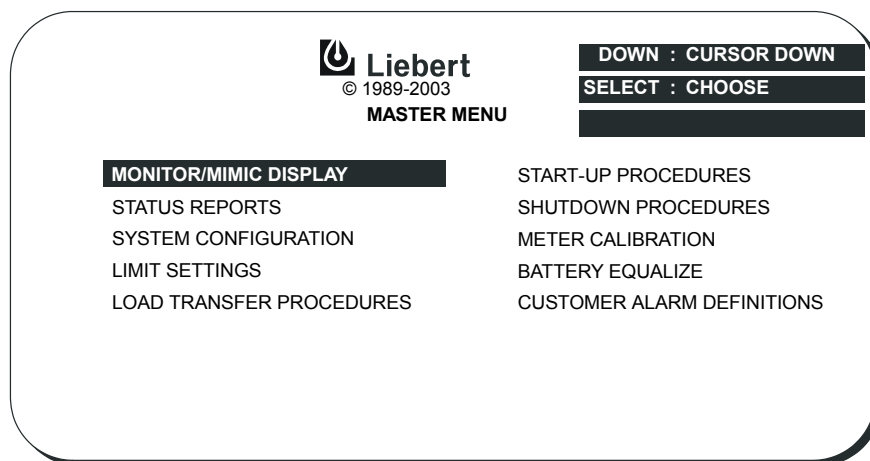 Liebert
© 1989-2003
MASTER MENU
DOWN : CURSOR DOWN
SELECT : CHOOSE
MONITOR/MIMIC DISPLAY
STATUS REPORTS
SYSTEM CONFIGURATION
LIMIT SETTINGS
LOAD TRANSFER PROCEDURES
START-UP PROCEDURES
SHUTDOWN PROCEDURES
METER CALIBRATION
BATTERY EQUALIZE
CUSTOMER ALARM DEFINITIONS